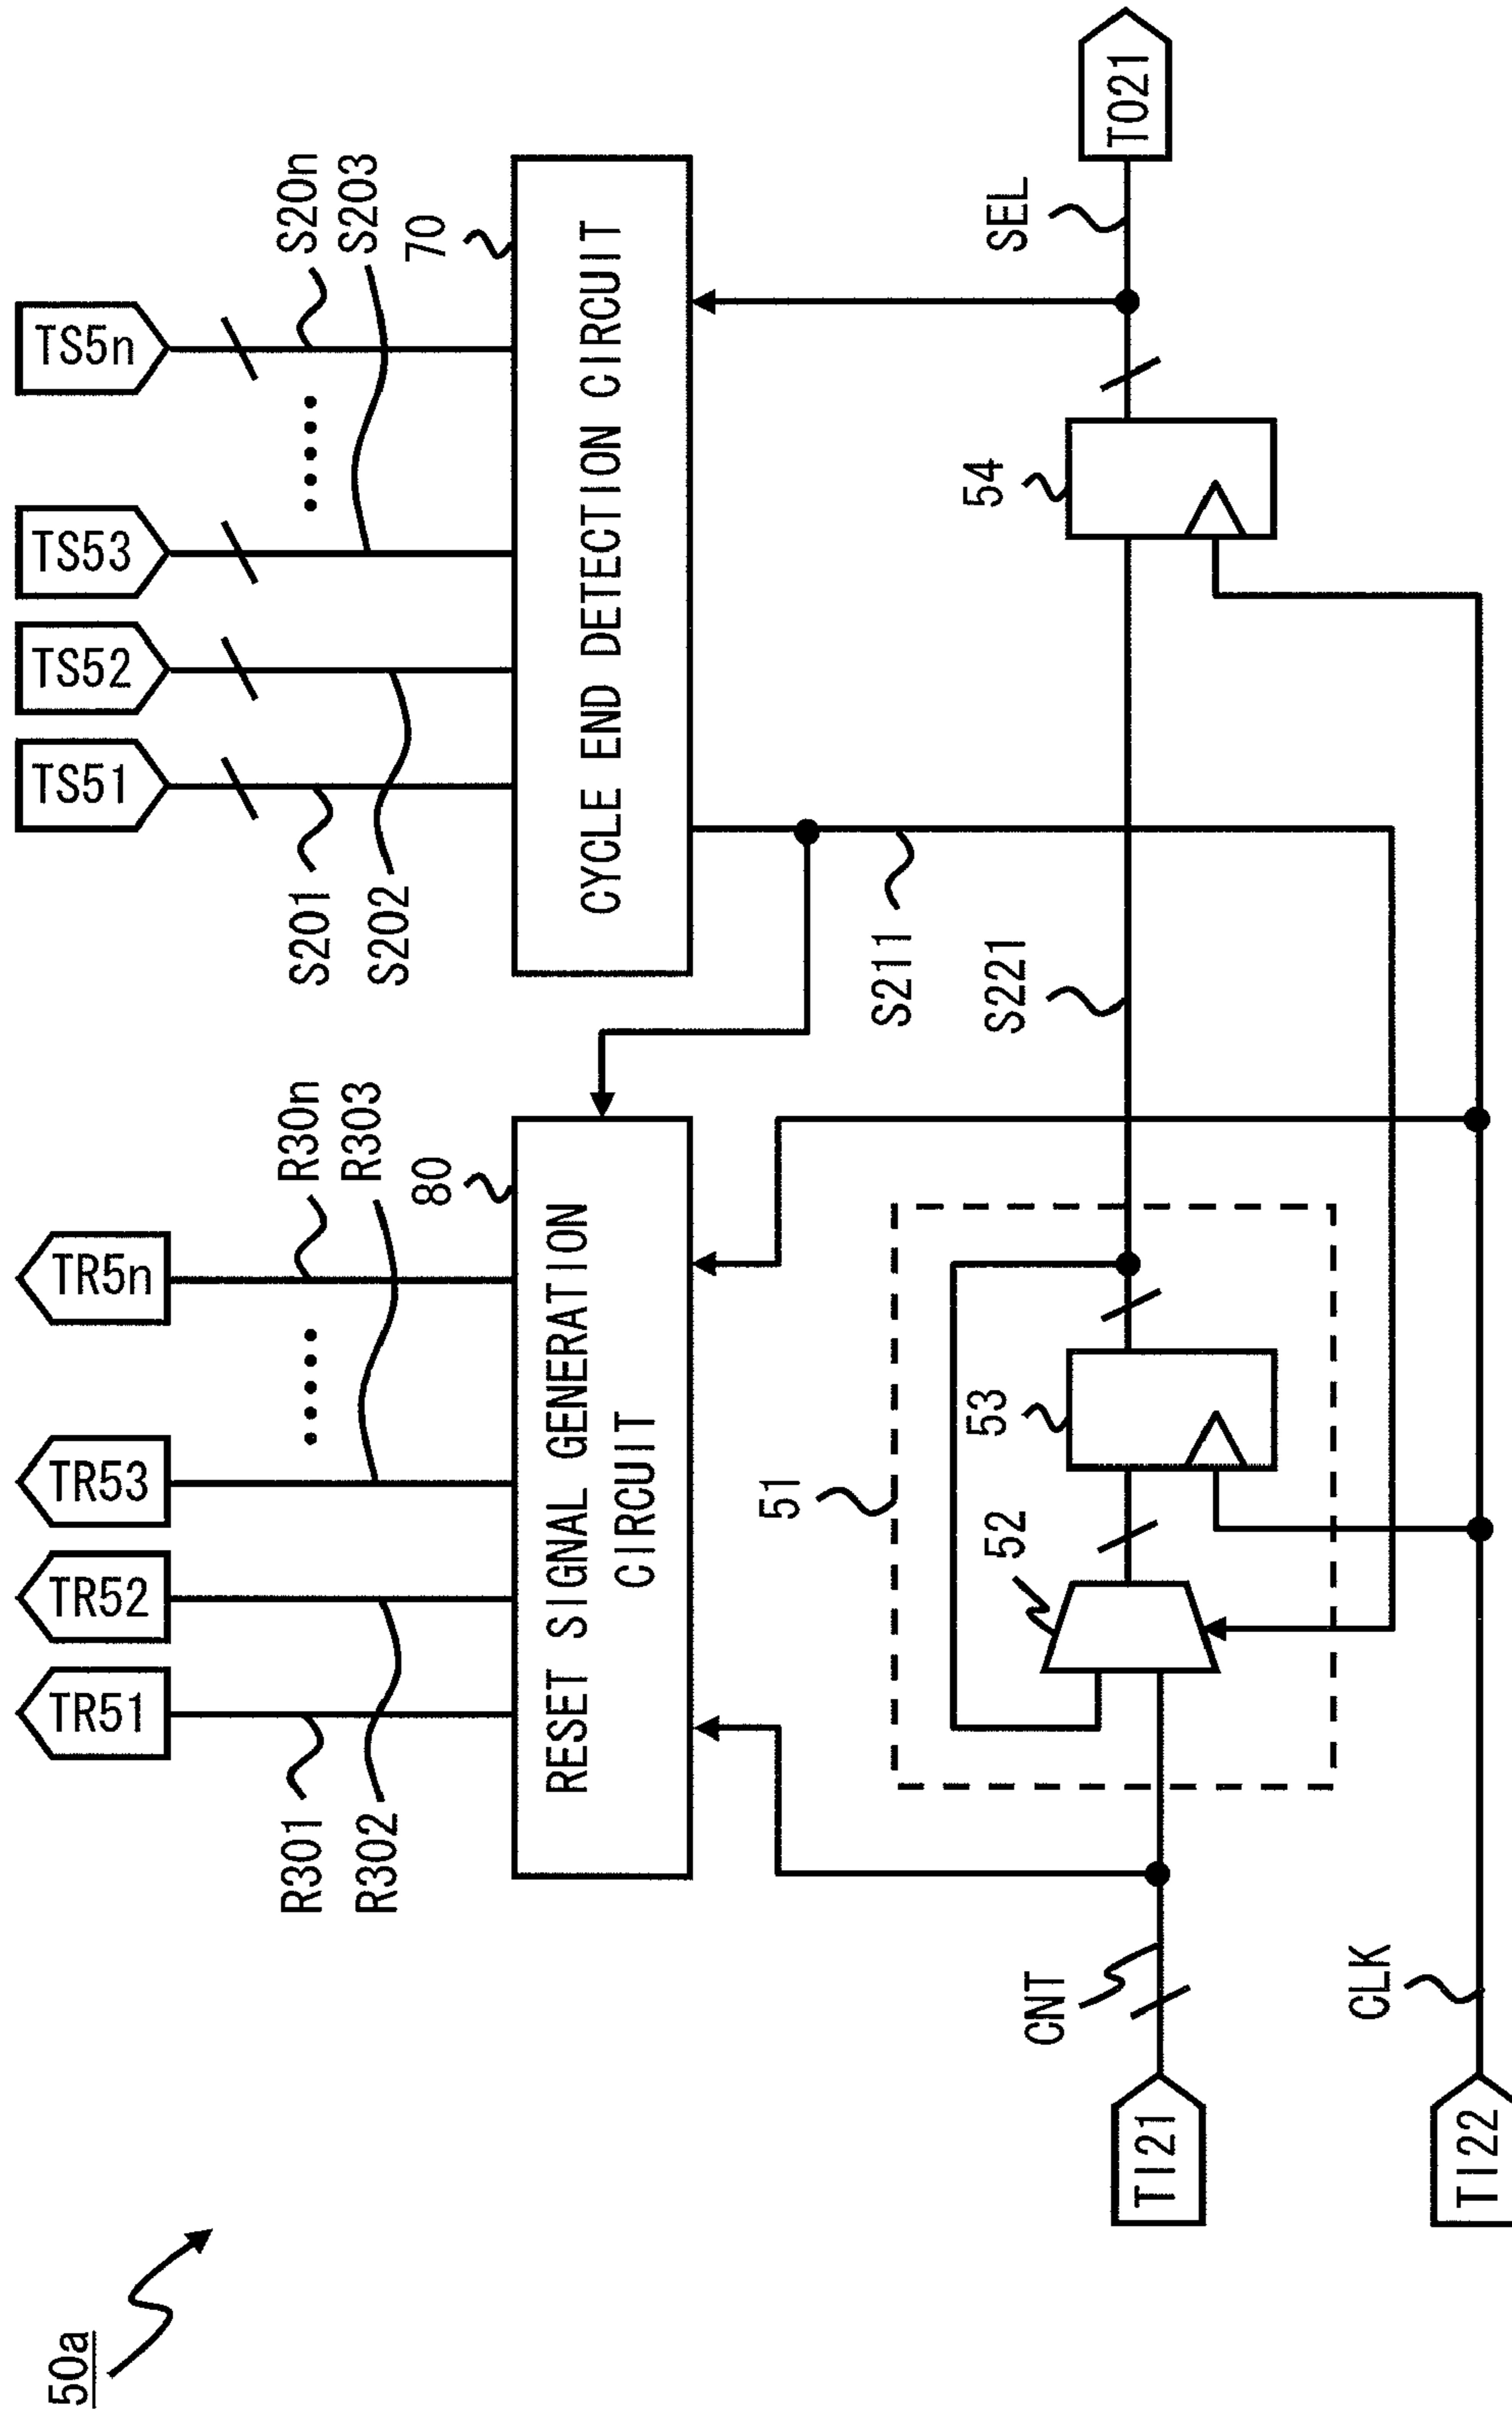 50a
TR51
TR52
TR53
TR5n
TS51
TS52
TS53
TS5n
R301
R302
R30n
R303
S201
S202
S20n
S203
80
70
RESET SIGNAL GENERATION
CIRCUIT
CYCLE END DETECTION CIRCUIT
S211
51
52
53
S221
54
SEL
TO21
CNT
TI21
CLK
TI22